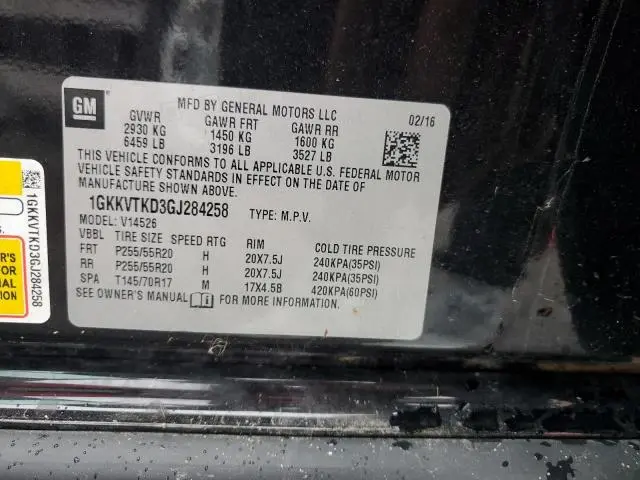 GM
MFD BY GENERAL MOTORS LLC 02/16
GVWR GAWR FRT GAWR RR
2930 KG 1450 KG 1600 KG
6459 LB 3196 LB 3527 LB
THIS VEHICLE CONFORMS TO ALL APPLICABLE U.S. FEDERAL MOTOR
VEHICLE SAFETY STANDARDS IN EFFECT ON THE DATE OF
MANUFACTURE SHOWN ABOVE.
1GKKVTKD3GJ284258 TYPE: M.P.V.
MODEL: V14526
VBBL TIRE SIZE SPEED RTG RIM COLD TIRE PRESSURE
FRT P255/55R20 H 20X7.5J 240KPA(35PSI)
RR P255/55R20 H 20X7.5J 240KPA(35PSI)
SPA T145/70R17 M 17X4.5B 420KPA(60PSI)
SEE OWNER'S MANUAL FOR MORE INFORMATION.
1GKKVTKD3GJ284258
ER'S
FOR
ONAL
ATION